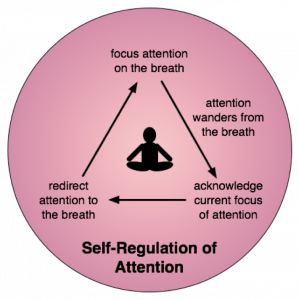 focus attention
on the breath
attention
wanders from
the breath
acknowledge
current focus
of attention
redirect
attention to
the breath
Self-Regulation of
Attention